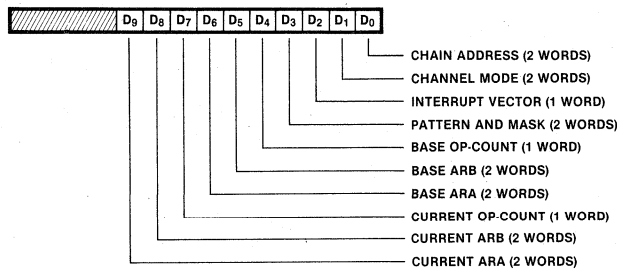 D9 D8 D7 D6 D5 D4 D3 D2 D1 D0
CHAIN ADDRESS (2 WORDS)
CHANNEL MODE (2 WORDS)
INTERRUPT VECTOR (1 WORD)
PATTERN AND MASK (2 WORDS)
BASE OP-COUNT (1 WORD)
BASE ARB (2 WORDS)
BASE ARA (2 WORDS)
CURRENT OP-COUNT (1 WORD)
CURRENT ARB (2 WORDS)
CURRENT ARA (2 WORDS)